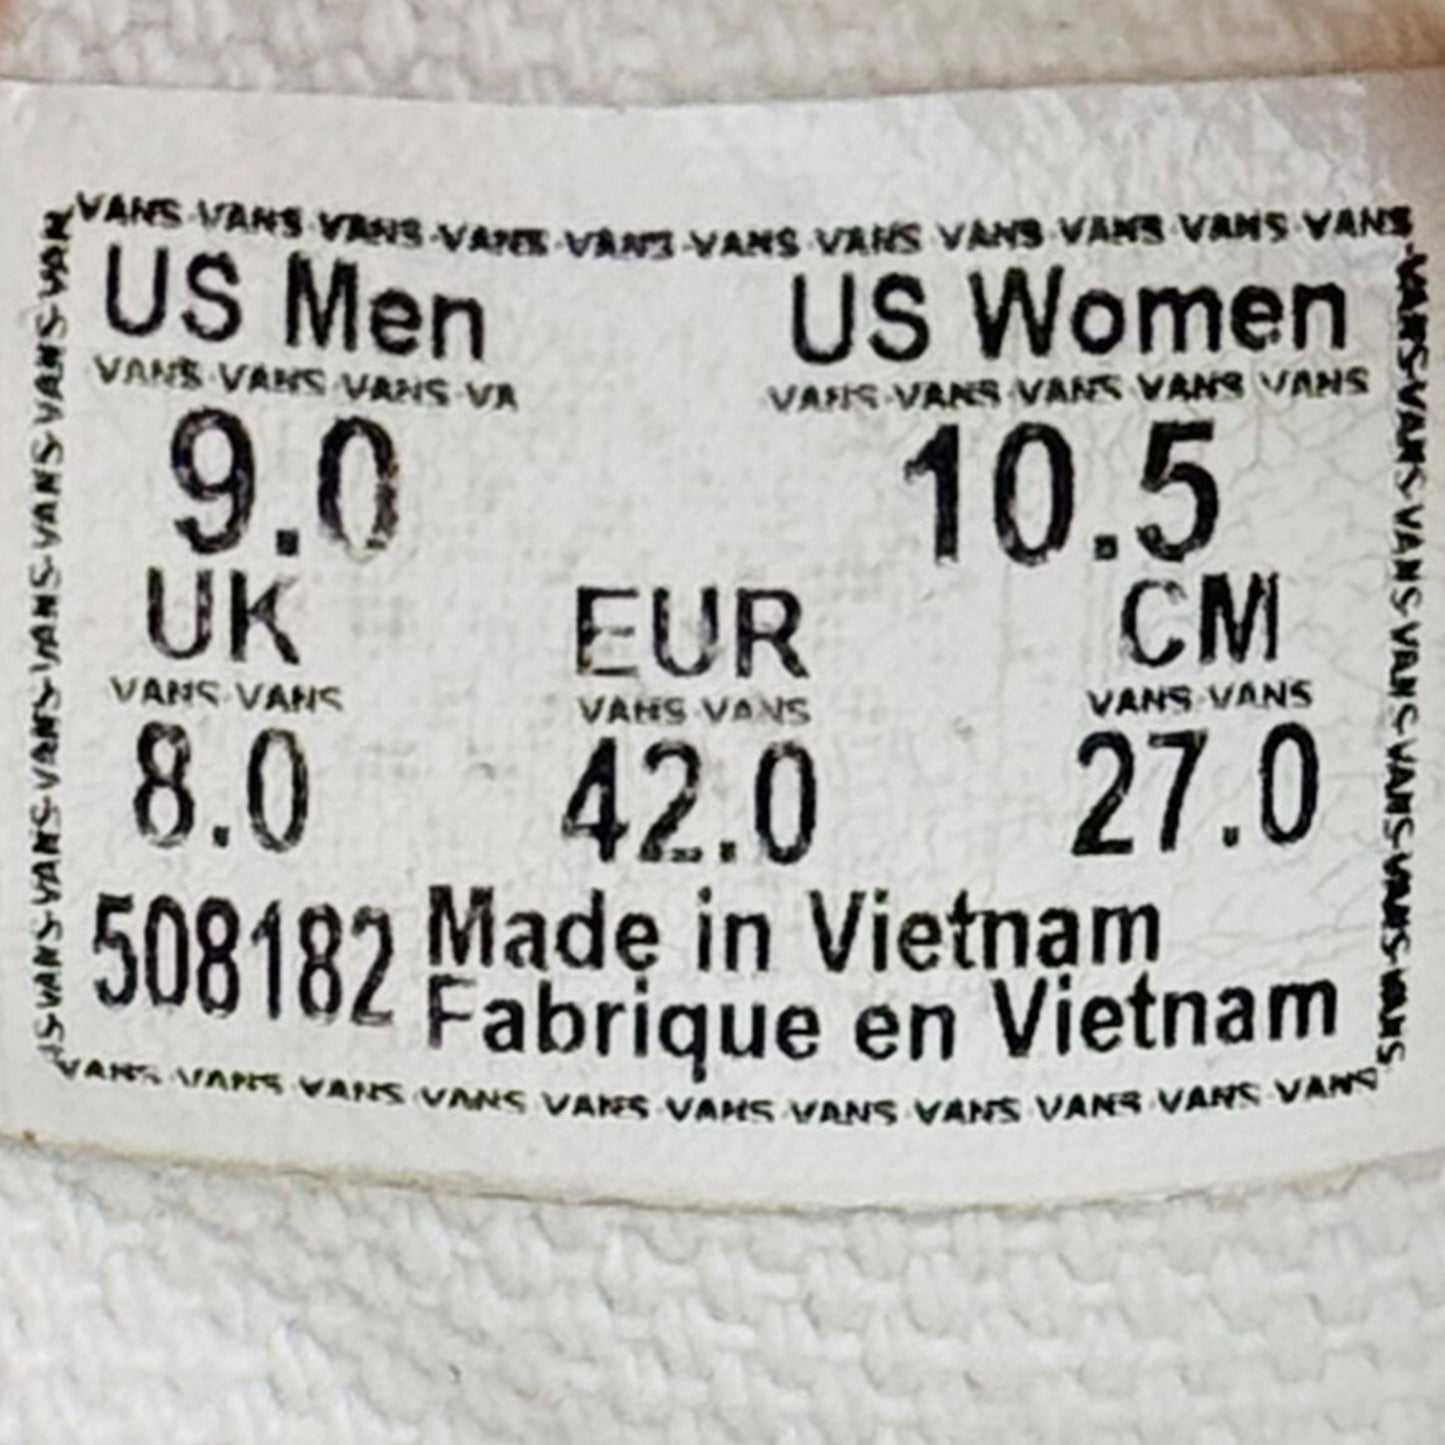 VANS VANS VANS VANS VANS VANS VANS VANS VANS VANS VANS
US Men US Women
VANS VANS VANS VA VANS VANS VANS VANS VANS
9.0 10.5
UK EUR CM
VANS VANS VANS VANS VANS VANS
8.0 42.0 27.0
508182 Made in Vietnam
Fabrique en Vietnam
VANS VANS VANS VANS VANS VANS VANS VANS VANS VANS VANS